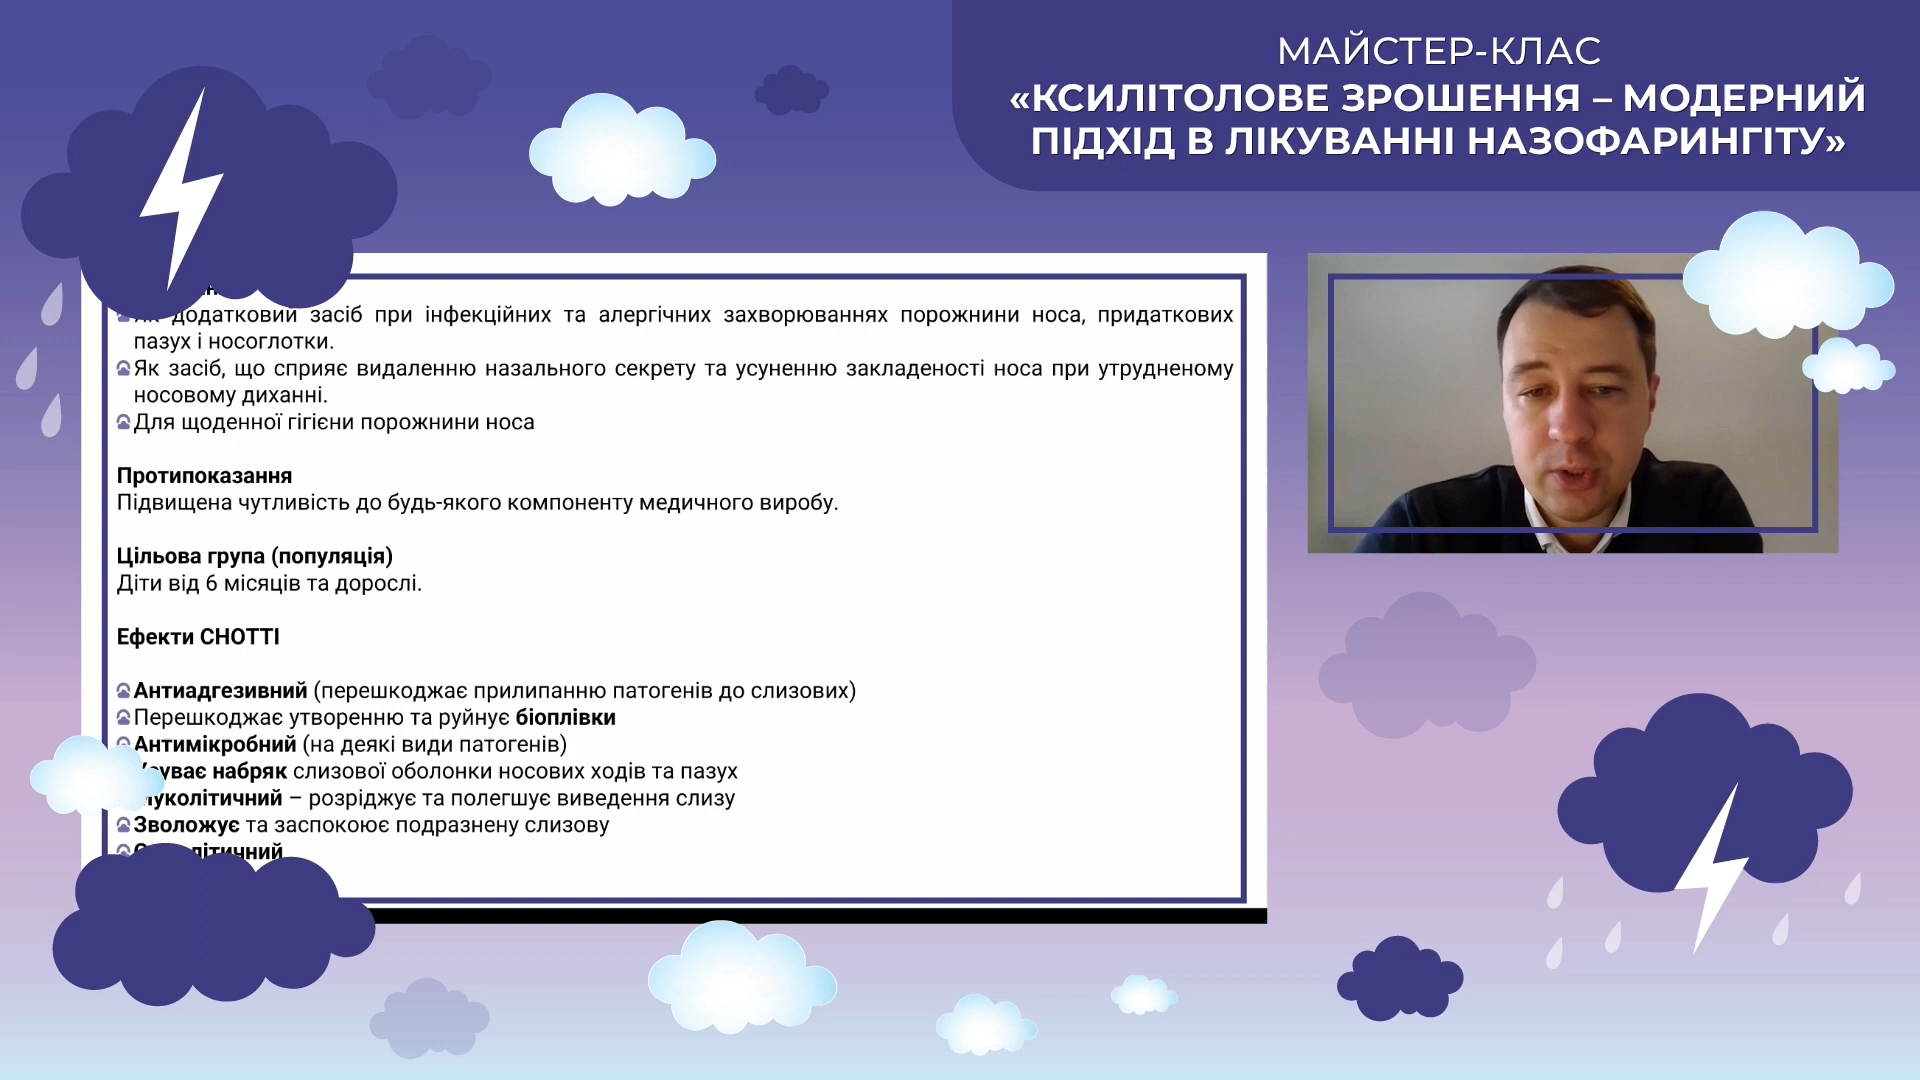 МАЙСТЕР-КЛАС
«КСИЛІТОЛОВЕ ЗРОШЕННЯ – МОДЕРНИЙ
ПІДХІД В ЛІКУВАННІ НАЗОФАРИНГІТУ»
додатковий засіб при інфекційних та алергічних захворюваннях порожнини носа, придаткових
пазух і носоглотки.
Як засіб, що сприяє видаленню назального секрету та усуненню закладеності носа при утрудненому
носовому диханні.
Для щоденної гігієни порожнини носа
Протипоказання
Підвищена чутливість до будь-якого компоненту медичного виробу.
Цільова група (популяція)
Діти від 6 місяців та дорослі.
Ефекти СНОТТІ
Антиадгезивний (перешкоджає прилипанню патогенів до слизових)
Перешкоджає утворенню та руйнує біоплівки
Антимікробний (на деякі види патогенів)
Усуває набряк слизової оболонки носових ходів та пазух
Муколітичний – розріджує та полегшує виведення слизу
Зволожує та заспокоює подразнену слизову